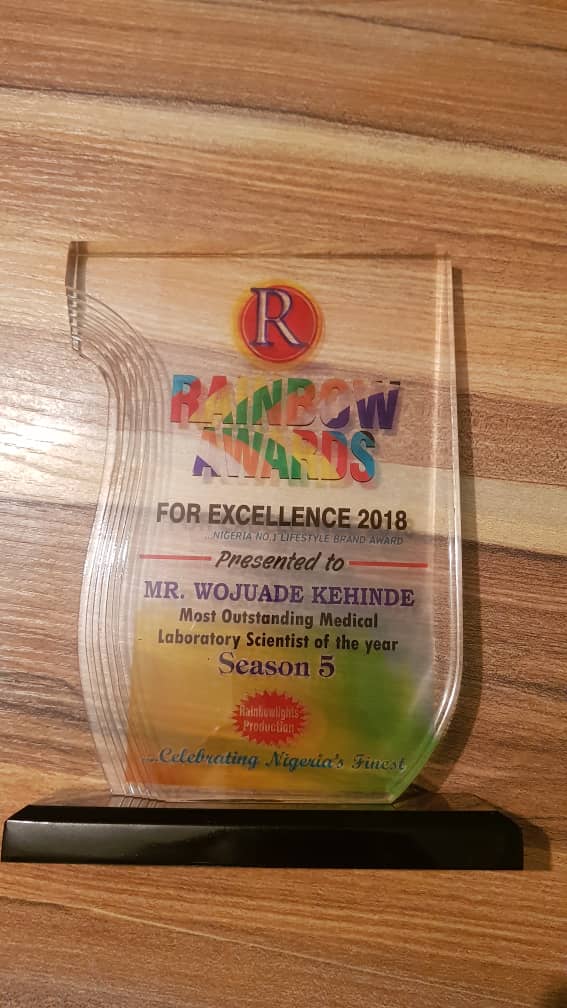 R
RAINBOW
AWARDS
FOR EXCELLENCE 2018
...NIGERIA NO.1 LIFESTYLE BRAND AWARD
Presented to
MR. WOJUADE KEHINDE
Most Outstanding Medical
Laboratory Scientist of the year
Season 5
Rainbowlights
Production
...Celebrating Nigeria's Finest